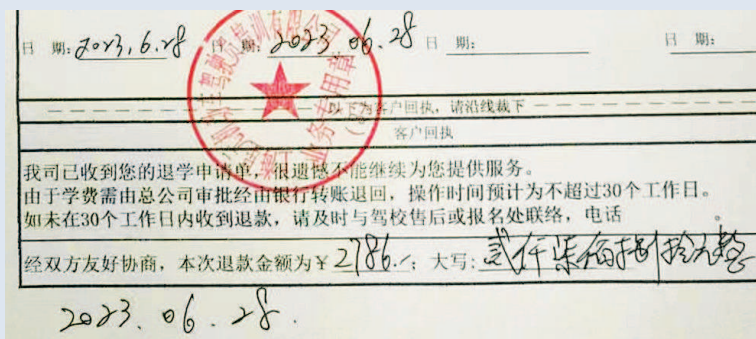 日 期: 2023.6.28 日 期: 2023 06.28 日 期: 日 期:
以下为客户回执，请沿线裁下
客户回执
我司已收到您的退学申请单，很遗憾不能继续为您提供服务。
由于学费需由总公司审批经由银行转账退回，操作时间预计为不超过30个工作日。
如未在30个工作日内收到退款，请及时与驾校售后或报名处联络，电话 。
经双方友好协商，本次退款金额为￥2786.-；大写: 贰仟柒佰捌拾元整
2023.06.28.
业务专用章